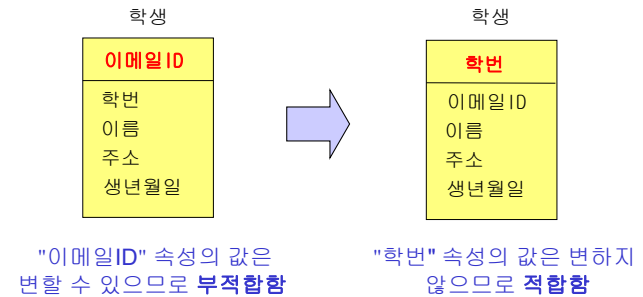 학생
이메일ID
학번
이름
주소
생년월일
"이메일ID" 속성의 값은
변할 수 있으므로 부적합함
학생
학번
이메일ID
이름
주소
생년월일
"학번" 속성의 값은 변하지
않으므로 적합함